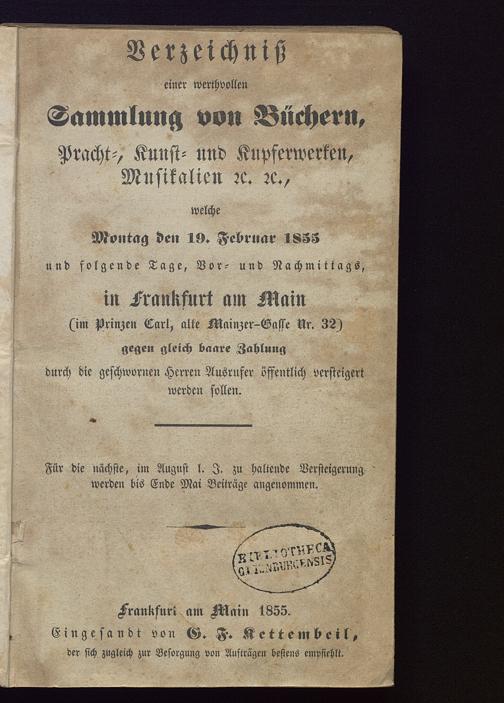 Verzeichniß
einer werthvollen
Sammlung von Büchern,
Pracht-, Kunst- und Kupferwerken,
Musikalien ꝛc. ꝛc.,
welche
Montag den 19. Februar 1855
und folgende Tage, Vor- und Nachmittags,
in Frankfurt am Main
(im Prinzen Carl, alte Mainzer-Gasse Nr. 32)
gegen gleich baare Zahlung
durch die geschwornen Herren Ausrufer öffentlich versteigert
werden sollen.
Für die nächste, im August l. J. zu haltende Versteigerung
werden bis Ende Mai Beiträge angenommen.
BIBLIOTHECA
OLDENBURGENSIS
Frankfurt am Main 1855.
Eingesandt von G. F. Kettembeil,
der sich zugleich zur Besorgung von Aufträgen bestens empfiehlt.